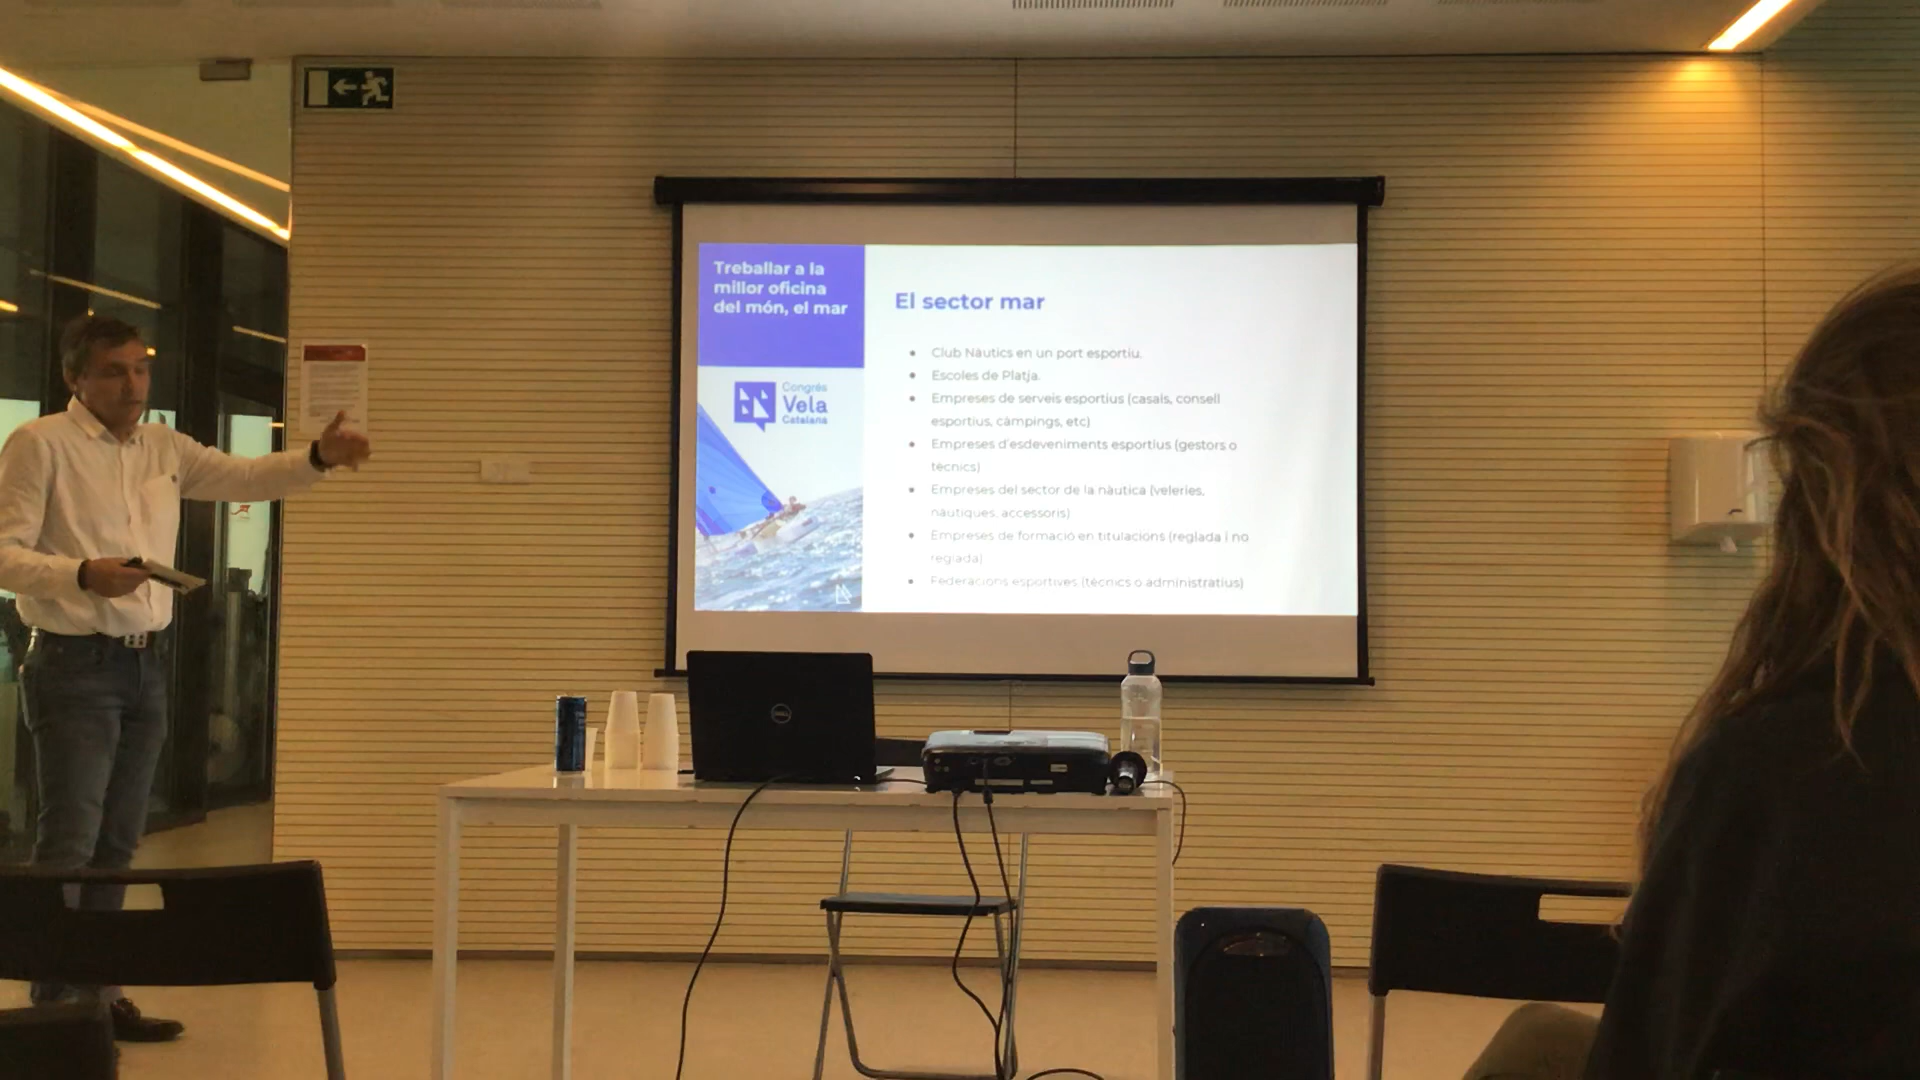 Treballar a la
millor oficina
del món, el mar
Congrés
Vela
Catalana
El sector mar
• Club Nàutics en un port esportiu.
• Escoles de Platja.
• Empreses de serveis esportius (casals, consell
esportius, càmpings, etc)
• Empreses d'esdeveniments esportius (gestors o
tècnics)
• Empreses del sector de la nàutica (veleries,
nàutiques, accessoris)
• Empreses de formació en titulacions (reglada i no
reglada)
• Federacions esportives (tècnics o administratius)
DELL